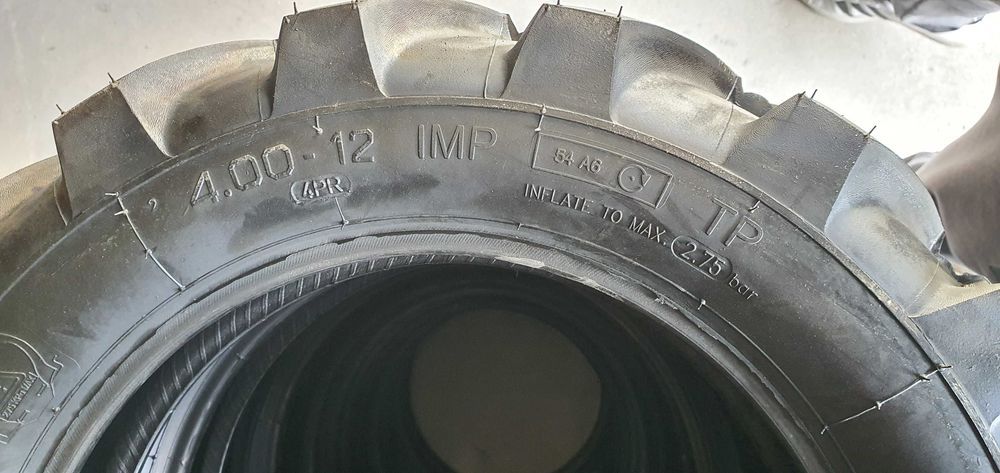 4.00-12 IMP 54 A6 TP
4PR
INFLATE TO MAX. 2.75 bar